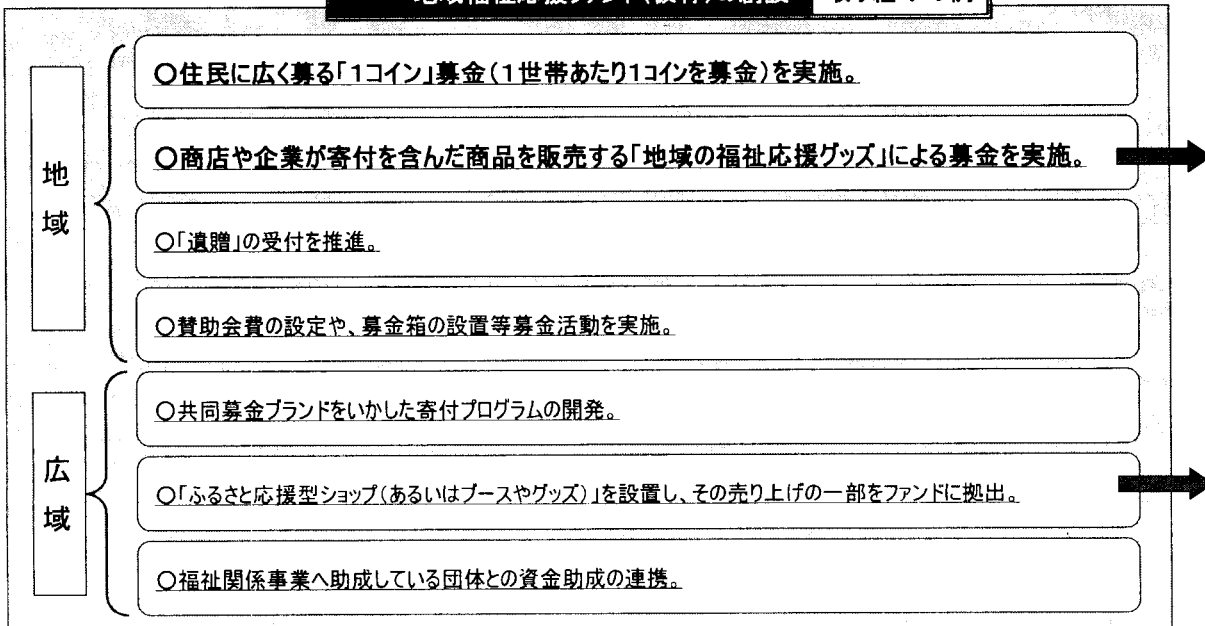 ○住民に広く募る「1コイン」募金(1世帯あたり1コインを募金)を実施。
○商店や企業が寄付を含んだ商品を販売する「地域の福祉応援グッズ」による募金を実施。
地域
○「遺贈」の受付を推進。
○賛助会費の設定や、募金箱の設置等募金活動を実施。
○共同募金ブランドをいかした寄付プログラムの開発。
広域
○「ふるさと応援型ショップ(あるいはブースやグッズ)」を設置し、その売り上げの一部をファンドに拠出。
○福祉関係事業へ助成している団体との資金助成の連携。